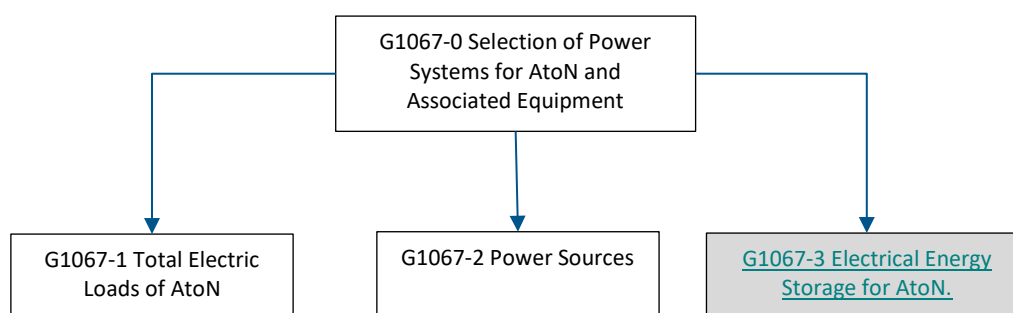 G1067-0 Selection of Power
Systems for AtoN and
Associated Equipment
G1067-1 Total Electric
Loads of AtoN
G1067-2 Power Sources
G1067-3 Electrical Energy
Storage for AtoN.